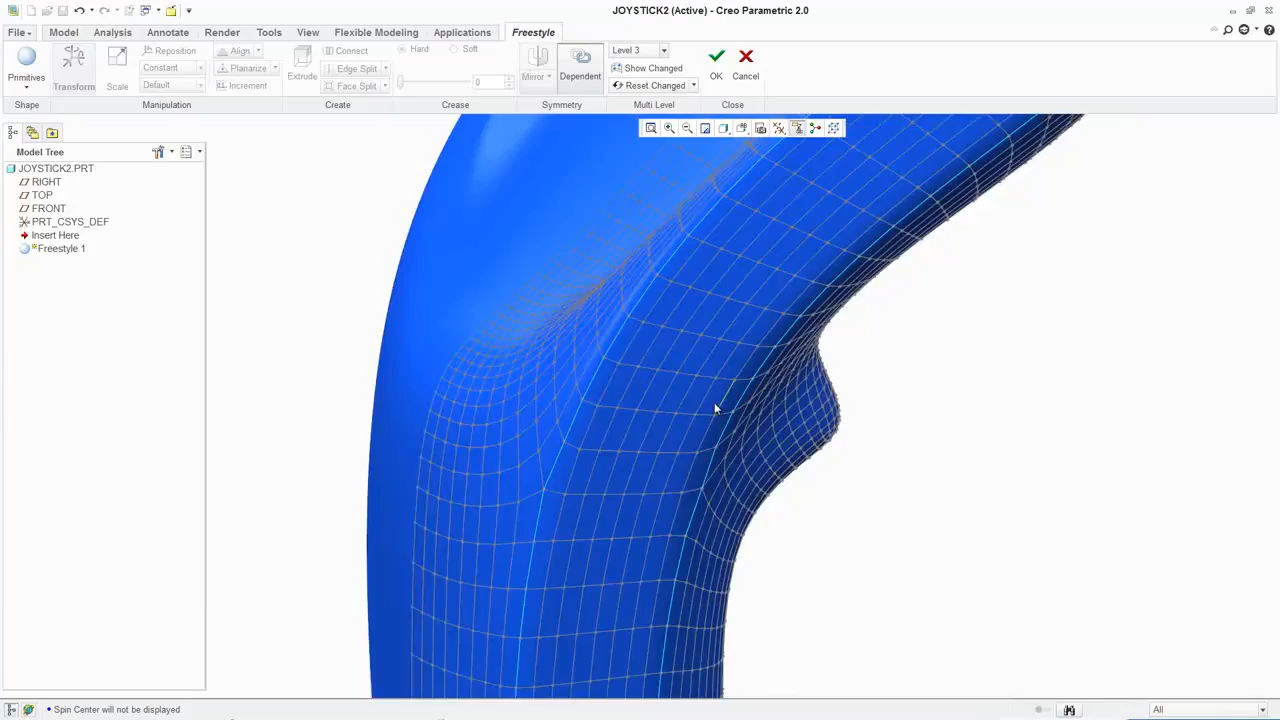 JOYSTICK2 (Active) - Creo Parametric 2.0
File Model Analysis Annotate Render Tools View Flexible Modeling Applications Freestyle
Primitives Transform Scale Reposition Constant Default Align Planarize Increment Extrude Connect Edge Split Face Split Hard Soft 0 Mirror Dependent Level 3 Show Changed Reset Changed OK Cancel
Shape Manipulation Create Crease Symmetry Multi Level Close
Model Tree
JOYSTICK2.PRT
RIGHT
TOP
FRONT
PRT_CSYS_DEF
Insert Here
Freestyle 1
Spin Center will not be displayed
All